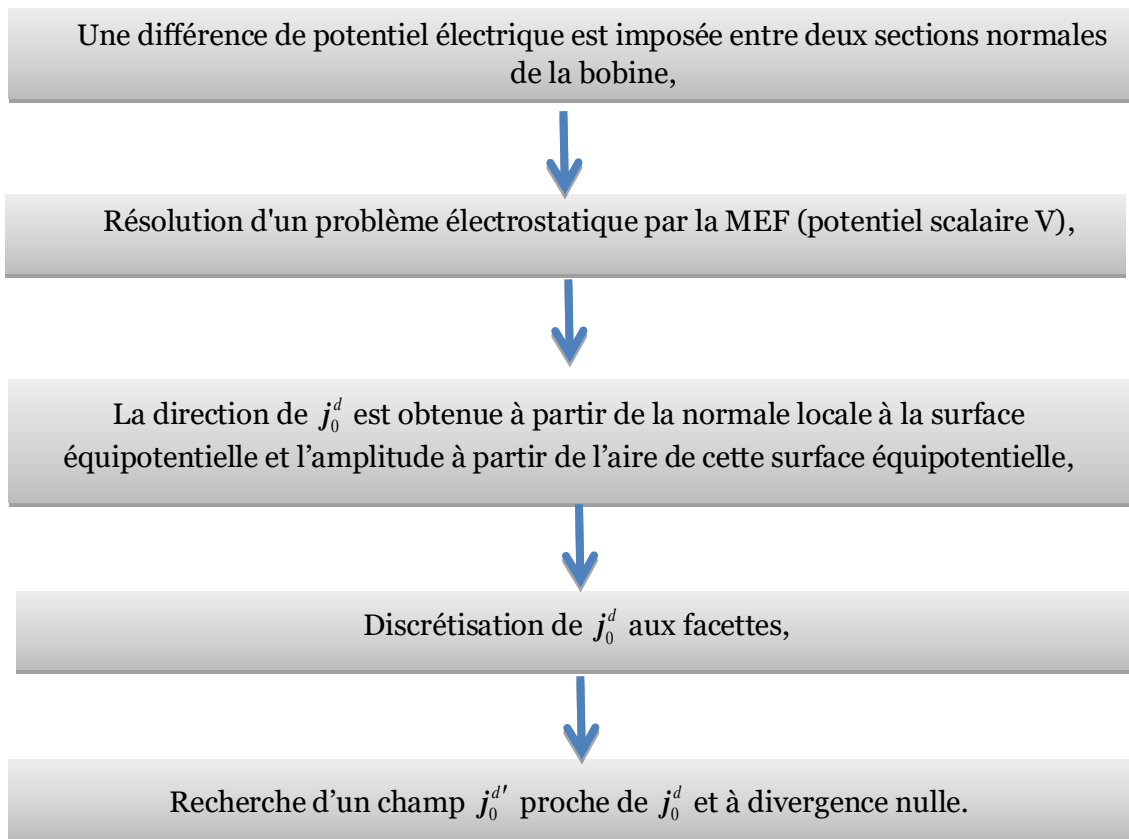 Une différence de potentiel électrique est imposée entre deux sections normales
de la bobine,
Résolution d'un problème électrostatique par la MEF (potentiel scalaire V),
La direction de j₀ᵈ est obtenue à partir de la normale locale à la surface
équipotentielle et l’amplitude à partir de l’aire de cette surface équipotentielle,
Discrétisation de j₀ᵈ aux facettes,
Recherche d’un champ j₀ᵈ′ proche de j₀ᵈ et à divergence nulle.